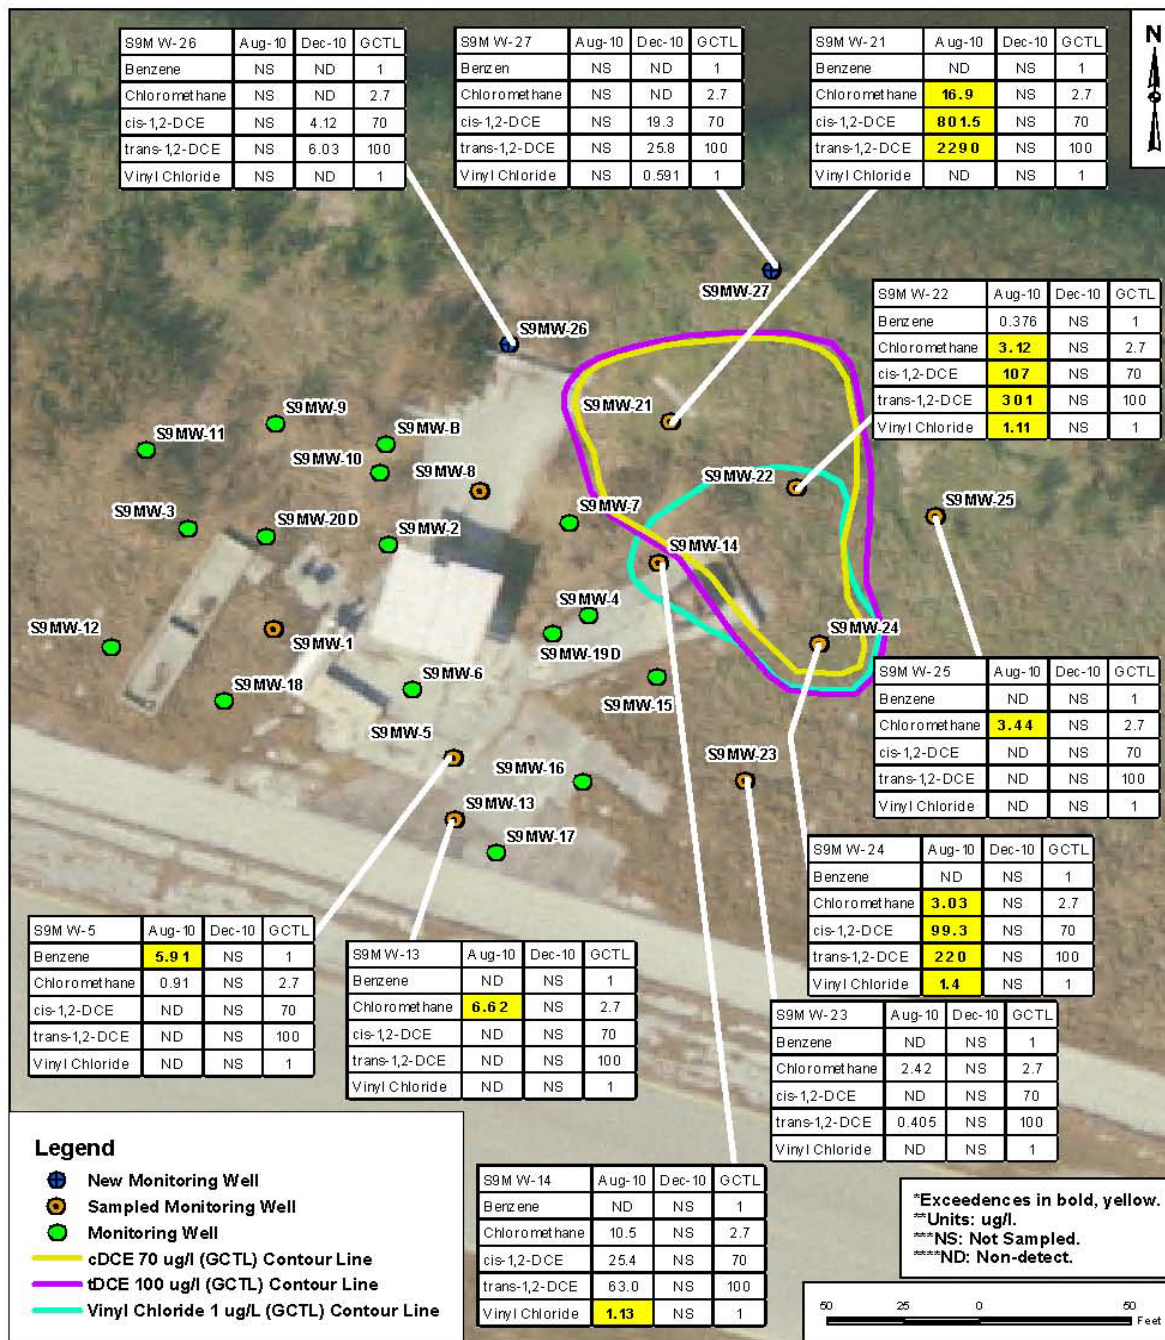 S9MW-26 Aug-10 Dec-10 GCTL
Benzene NS ND 1
Chloromethane NS ND 2.7
cis-1,2-DCE NS 4.12 70
trans-1,2-DCE NS 6.03 100
Vinyl Chloride NS ND 1
S9MW-27 Aug-10 Dec-10 GCTL
Benzen NS ND 1
Chloromethane NS ND 2.7
cis-1,2-DCE NS 19.3 70
trans-1,2-DCE NS 25.8 100
Vinyl Chloride NS 0.591 1
S9MW-21 Aug-10 Dec-10 GCTL
Benzene ND NS 1
Chloromethane 16.9 NS 2.7
cis-1,2-DCE 801.5 NS 70
trans-1,2-DCE 2290 NS 100
Vinyl Chloride ND NS 1
N
S9MW-22 Aug-10 Dec-10 GCTL
Benzene 0.376 NS 1
Chloromethane 3.12 NS 2.7
cis-1,2-DCE 107 NS 70
trans-1,2-DCE 301 NS 100
Vinyl Chloride 1.11 NS 1
S9MW-27
S9MW-26
S9MW-9
S9MW-21
S9MW-11
S9MW-B
S9MW-10
S9MW-8
S9MW-22
S9MW-25
S9MW-7
S9MW-3
S9MW-20D
S9MW-2
S9MW-14
S9MW-4
S9MW-24
S9MW-12
S9MW-1
S9MW-19D
S9MW-6
S9MW-18
S9MW-15
S9MW-5
S9MW-23
S9MW-16
S9MW-13
S9MW-17
S9MW-25 Aug-10 Dec-10 GCTL
Benzene ND NS 1
Chloromethane 3.44 NS 2.7
cis-1,2-DCE ND NS 70
trans-1,2-DCE ND NS 100
Vinyl Chloride ND NS 1
S9MW-24 Aug-10 Dec-10 GCTL
Benzene ND NS 1
Chloromethane 3.03 NS 2.7
cis-1,2-DCE 99.3 NS 70
trans-1,2-DCE 220 NS 100
Vinyl Chloride 1.4 NS 1
S9MW-5 Aug-10 Dec-10 GCTL
Benzene 5.91 NS 1
Chloromethane 0.91 NS 2.7
cis-1,2-DCE ND NS 70
trans-1,2-DCE ND NS 100
Vinyl Chloride ND NS 1
S9MW-13 Aug-10 Dec-10 GCTL
Benzene ND NS 1
Chloromethane 6.62 NS 2.7
cis-1,2-DCE ND NS 70
trans-1,2-DCE ND NS 100
Vinyl Chloride ND NS 1
S9MW-23 Aug-10 Dec-10 GCTL
Benzene ND NS 1
Chloromethane 2.42 NS 2.7
cis-1,2-DCE ND NS 70
trans-1,2-DCE 0.405 NS 100
Vinyl Chloride ND NS 1
S9MW-14 Aug-10 Dec-10 GCTL
Benzene ND NS 1
Chloromethane 10.5 NS 2.7
cis-1,2-DCE 25.4 NS 70
trans-1,2-DCE 63.0 NS 100
Vinyl Chloride 1.13 NS 1
Legend
New Monitoring Well
Sampled Monitoring Well
Monitoring Well
cDCE 70 ug/l (GCTL) Contour Line
tDCE 100 ug/l (GCTL) Contour Line
Vinyl Chloride 1 ug/L (GCTL) Contour Line
*Exceedences in bold, yellow.
**Units: ug/l.
***NS: Not Sampled.
****ND: Non-detect.
50 25 0 50
Feet